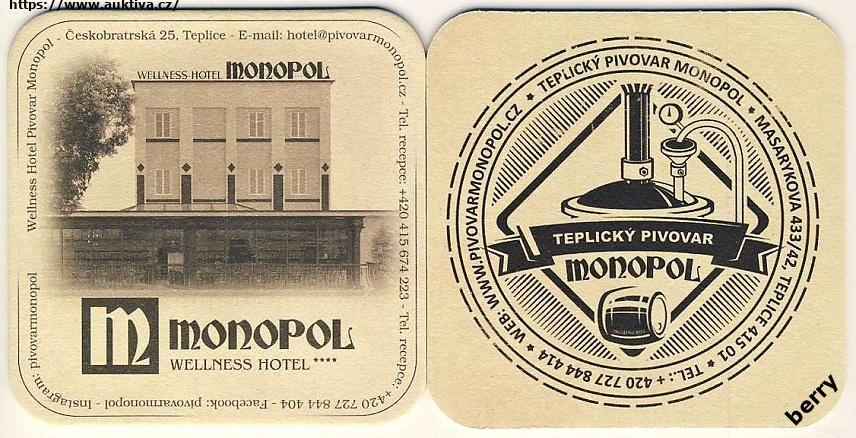 https://www.auktiva.cz/
Wellness Hotel Pivovar Monopol - Českobratrská 25, Teplice - E-mail: hotel@pivovarmonopol.cz - Tel. recepce: +420 415 674 223 - Tel. recepce: +420 727 844 404 - Facebook: pivovarmonopol - Instagram: pivovarmonopol
WELLNESS HOTEL MONOPOL
M MONOPOL
WELLNESS HOTEL ****
WEB: WWW.PIVOVARMONOPOL.CZ ★ TEPLICKÝ PIVOVAR MONOPOL ★ MASARYKOVA 433/42, TEPLICE 415 01 ★ TEL.: + 420 727 844 414 ★
TEPLICKÝ PIVOVAR
MONOPOL
berry